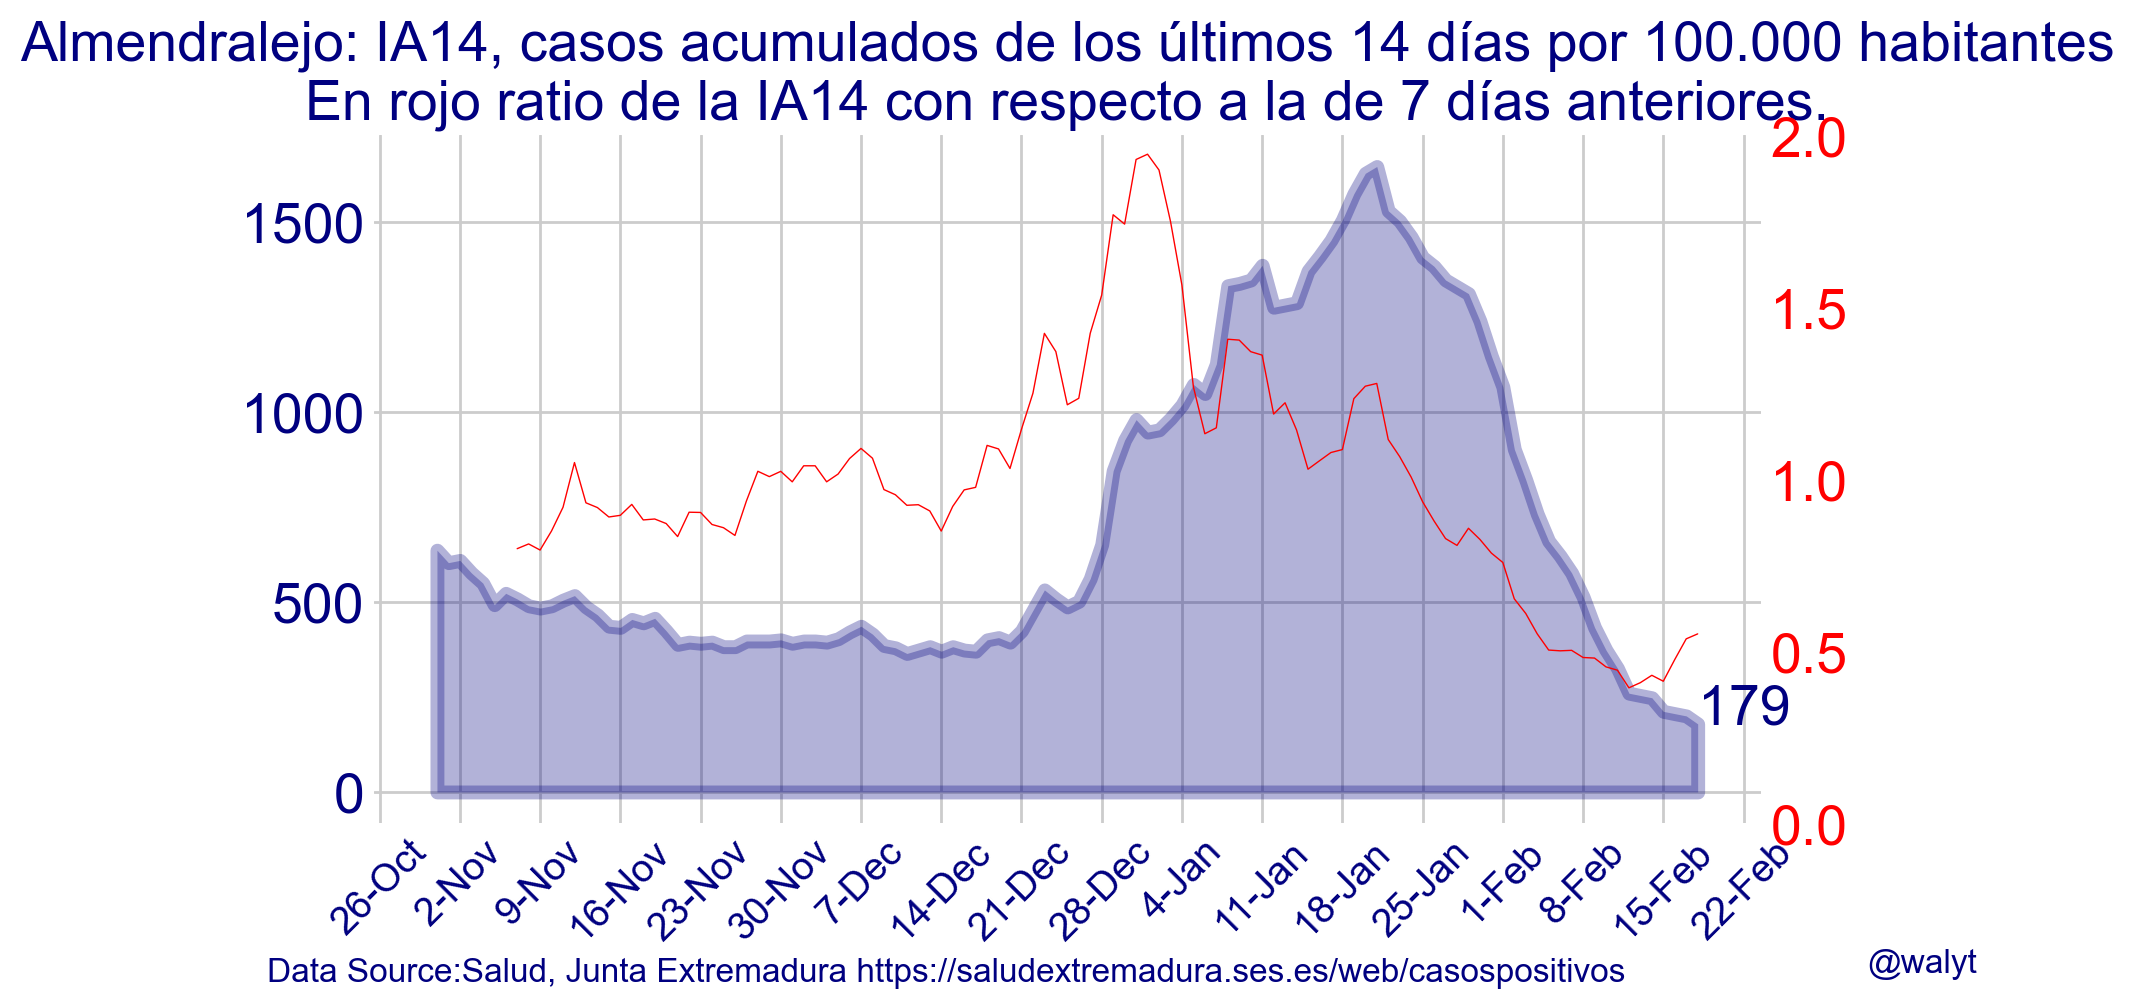 Almendralejo: IA14, casos acumulados de los últimos 14 días por 100.000 habitantes
En rojo ratio de la IA14 con respecto a la de 7 días anteriores.
2.0
1500
1.5
1000
1.0
500
0.5
179
0
0.0
26-Oct
2-Nov
9-Nov
16-Nov
23-Nov
30-Nov
7-Dec
14-Dec
21-Dec
28-Dec
4-Jan
11-Jan
18-Jan
25-Jan
1-Feb
8-Feb
15-Feb
22-Feb
Data Source:Salud, Junta Extremadura https://saludextremadura.ses.es/web/casospositivos
@walyt